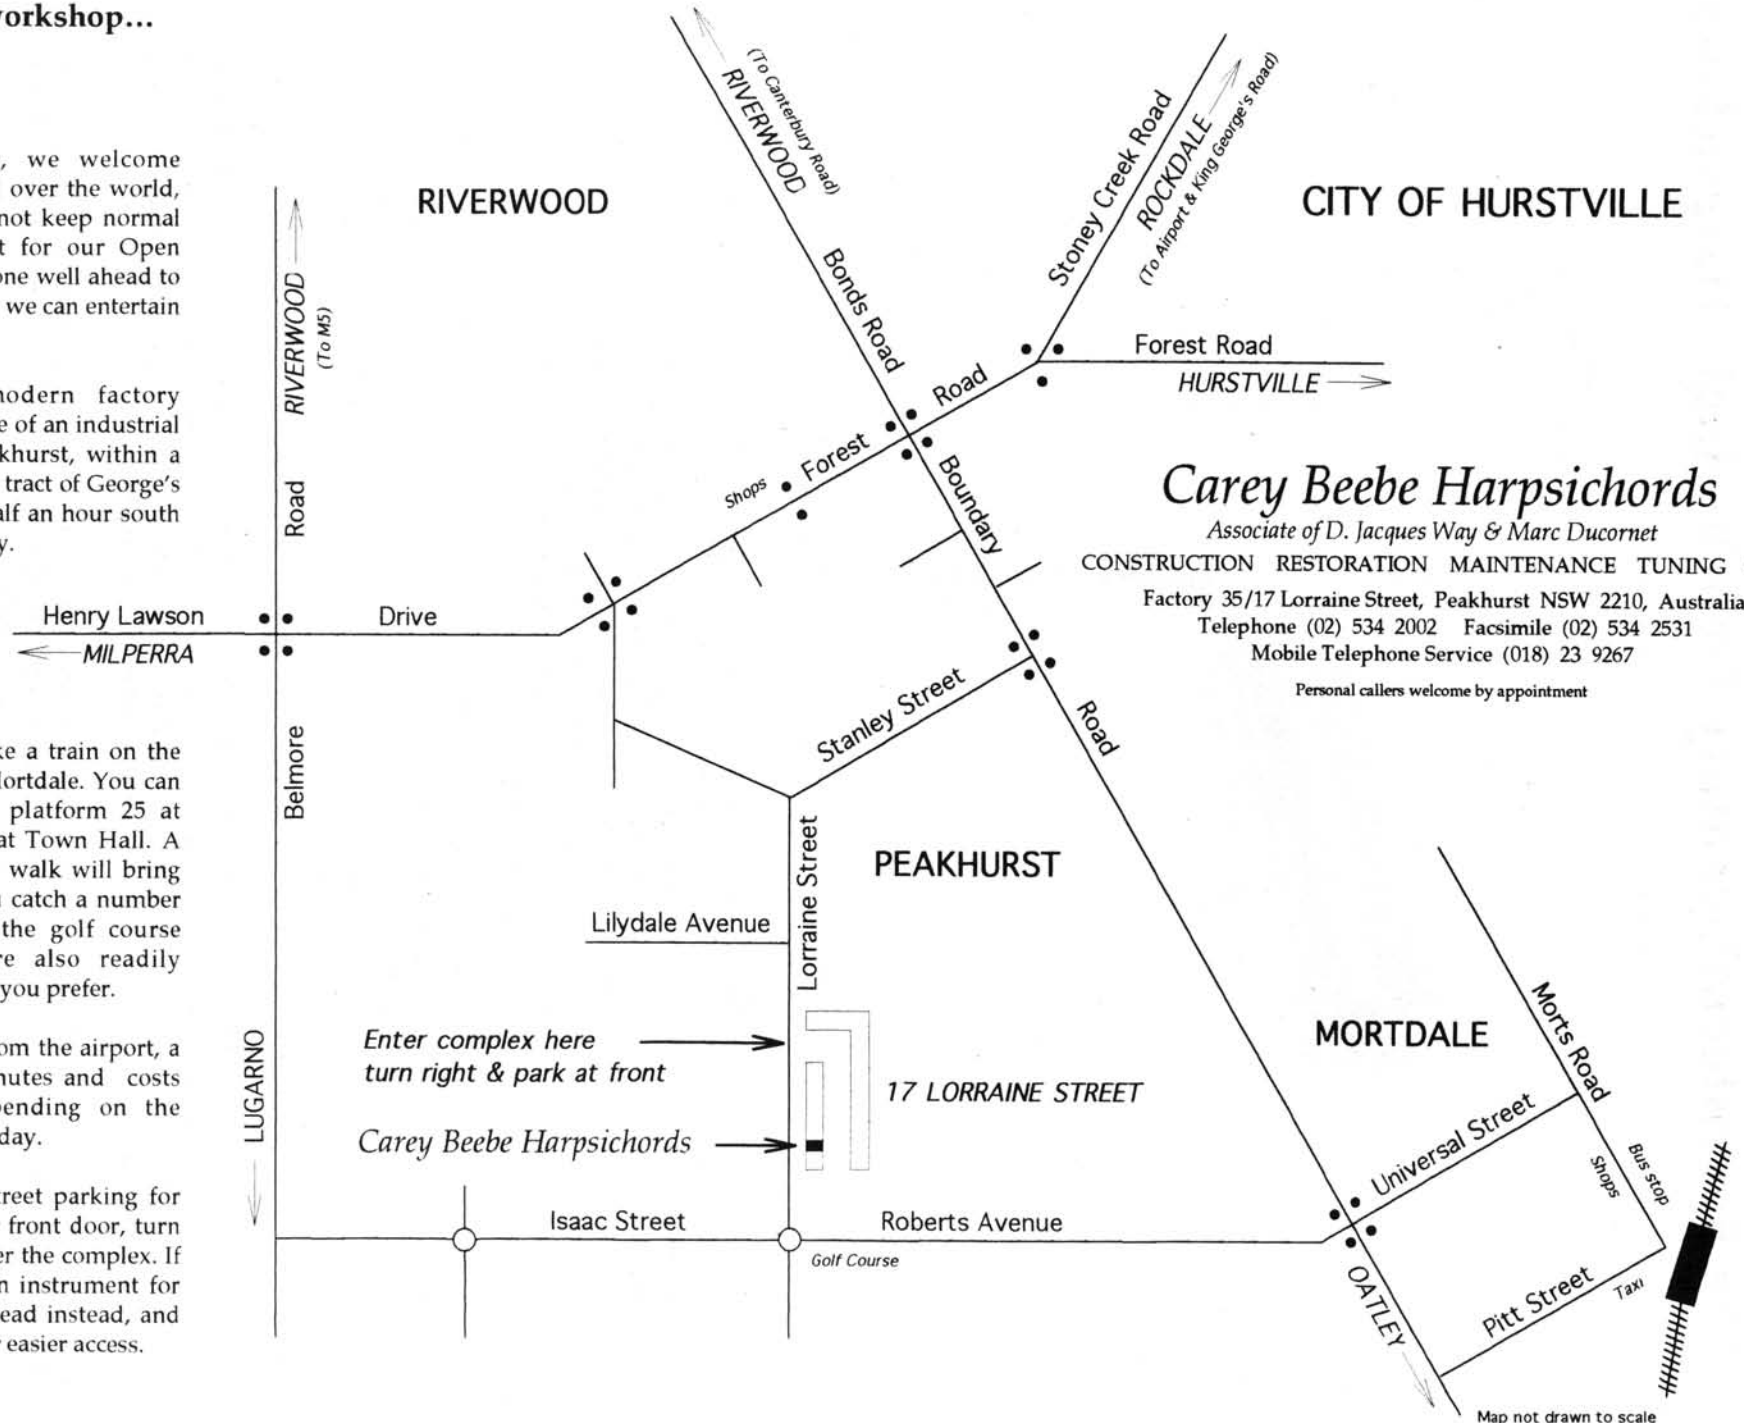 workshop...
, we welcome
over the world,
not keep normal
t for our Open
one well ahead to
we can entertain
modern factory
e of an industrial
khurst, within a
tract of George's
alf an hour south
y.
ke a train on the
Mortdale. You can
platform 25 at
at Town Hall. A
walk will bring
catch a number
the golf course
re also readily
you prefer.
om the airport, a
nutes and costs
pending on the
day.
treet parking for
front door, turn
er the complex. If
n instrument for
ead instead, and
easier access.
RIVERWOOD
(To Canterbury Road)
RIVERWOOD
Bonds Road
Stoney Creek Road
ROCKDALE
(To Airport & King George's Road)
CITY OF HURSTVILLE
RIVERWOOD
(To M5)
Forest Road
HURSTVILLE
Forest Road
Shops
Boundary Road
Belmore Road
Henry Lawson Drive
MILPERRA
Carey Beebe Harpsichords
Associate of D. Jacques Way & Marc Ducornet
CONSTRUCTION RESTORATION MAINTENANCE TUNING
Factory 35/17 Lorraine Street, Peakhurst NSW 2210, Australia
Telephone (02) 534 2002 Facsimile (02) 534 2531
Mobile Telephone Service (018) 23 9267
Personal callers welcome by appointment
Stanley Street
PEAKHURST
Lorraine Street
Lilydale Avenue
Enter complex here
turn right & park at front
17 LORRAINE STREET
Carey Beebe Harpsichords
LUGARNO
Isaac Street
Roberts Avenue
Golf Course
MORTDALE
Morts Road
Universal Street
Bus stop
Shops
OATLEY
Pitt Street
Taxi
Map not drawn to scale